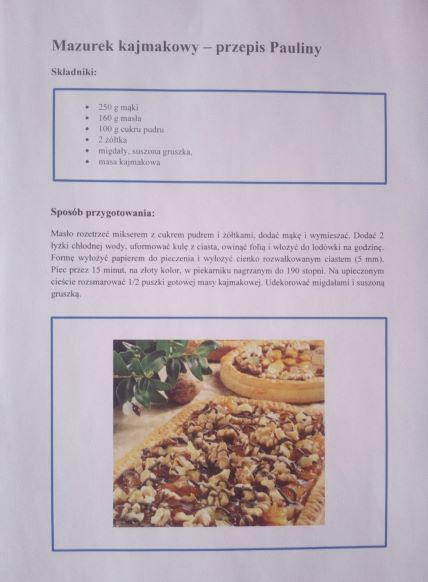 Mazurek kajmakowy – przepis Pauliny
Składniki:
• 250 g mąki
• 160 g masła
• 100 g cukru pudru
• 2 żółtka
• migdały, suszona gruszka,
• masa kajmakowa
Sposób przygotowania:
Masło rozetrzeć mikserem z cukrem pudrem i żółtkami, dodać mąkę i wymieszać. Dodać 2
łyżki chłodnej wody, uformować kulę z ciasta, owinąć folią i włożyć do lodówki na godzinę.
Formę wyłożyć papierem do pieczenia i wyłożyć cienko rozwałkowanym ciastem (5 mm).
Piec przez 15 minut, na złoty kolor, w piekarniku nagrzanym do 190 stopni. Na upieczonym
cieście rozsmarować 1/2 puszki gotowej masy kajmakowej. Udekorować migdałami i suszoną
gruszką.